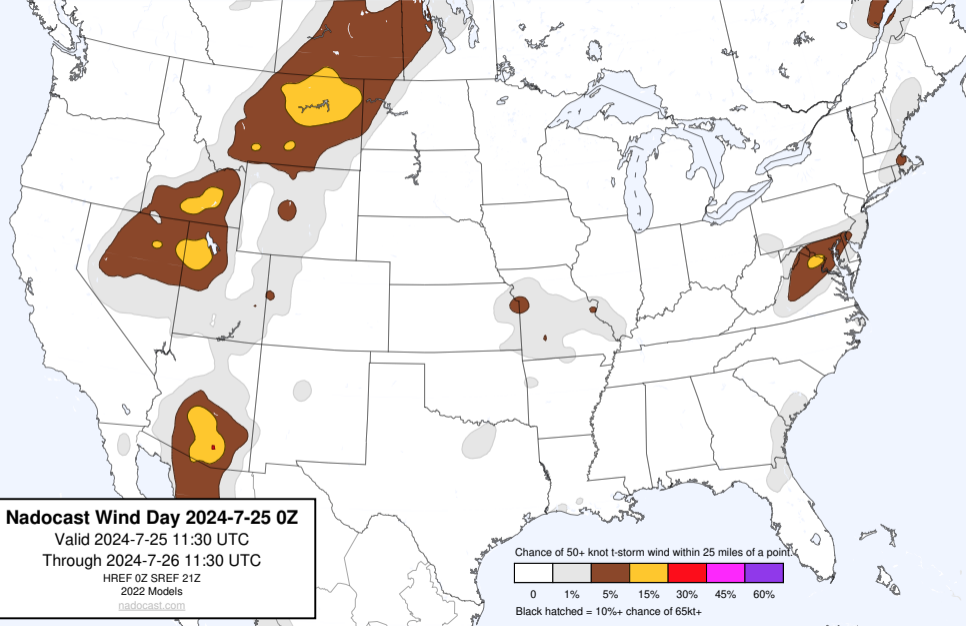 Nadocast Wind Day 2024-7-25 0Z
Valid 2024-7-25 11:30 UTC
Through 2024-7-26 11:30 UTC
HREF 0Z SREF 21Z
2022 Models
nadocast.com
Chance of 50+ knot t-storm wind within 25 miles of a point.
0 1% 5% 15% 30% 45% 60%
Black hatched = 10%+ chance of 65kt+